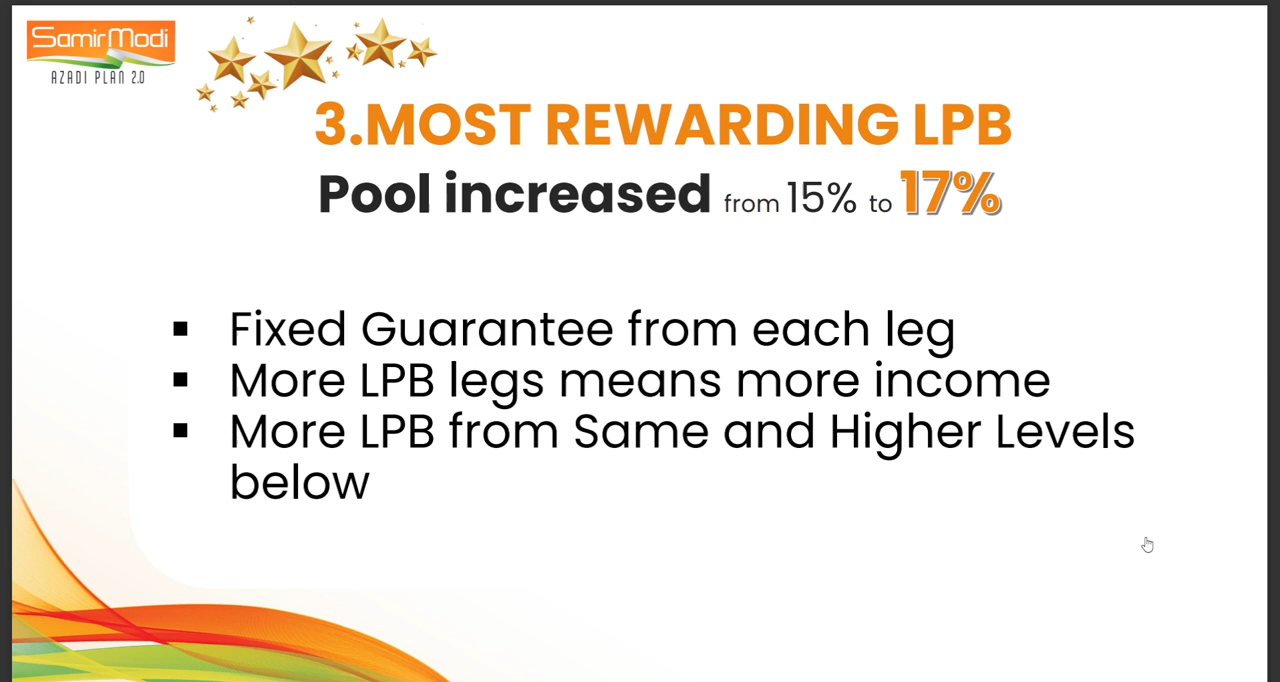 SamirModi
AZADI PLAN 2.0
3.MOST REWARDING LPB
Pool increased from 15% to 17%
▪ Fixed Guarantee from each leg
▪ More LPB legs means more income
▪ More LPB from Same and Higher Levels
below